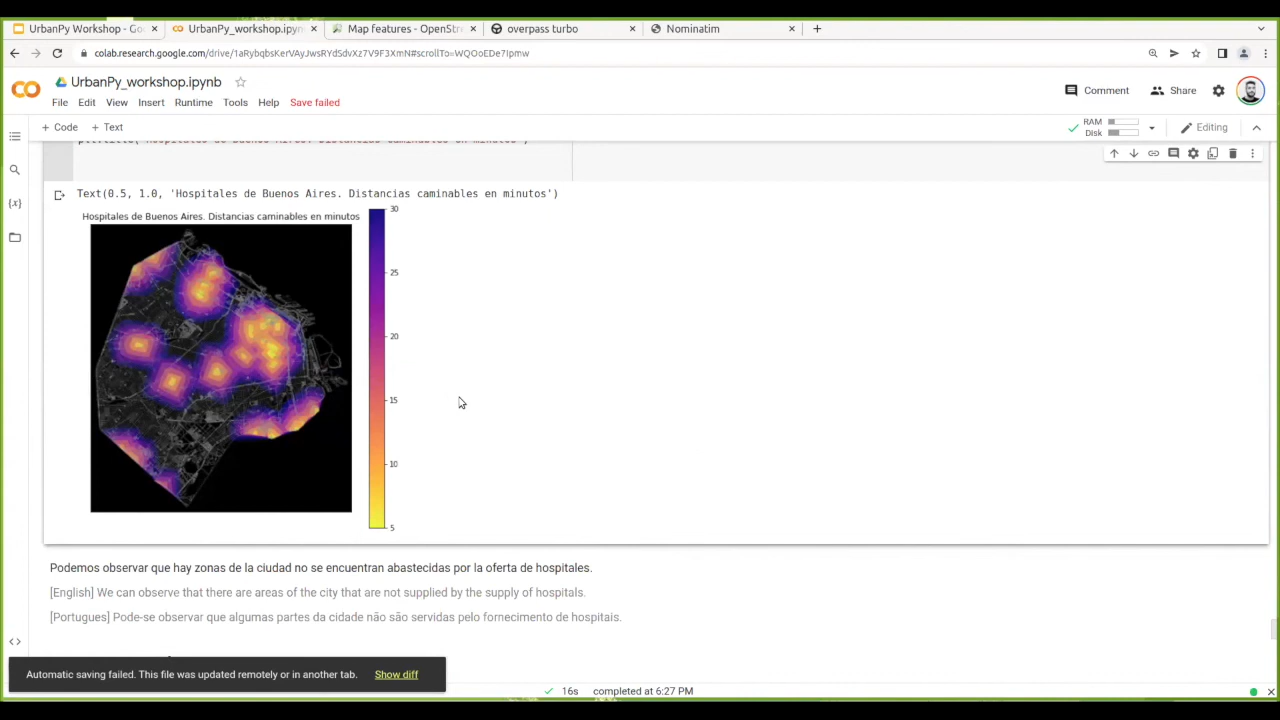 UrbanPy Workshop - Go
UrbanPy_workshop.ipyn
Map features - OpenStre
overpass turbo
Nominatim
colab.research.google.com/drive/1aRybqbsKerVAyJwsRYdSdvXz7V9F3XmN#scrollTo=WQOoEDe7Ipmw
UrbanPy_workshop.ipynb
Comment
Share
File Edit View Insert Runtime Tools Help Save failed
+ Code + Text
RAM
Disk
Editing
Text(0.5, 1.0, 'Hospitales de Buenos Aires. Distancias caminables en minutos')
Hospitales de Buenos Aires. Distancias caminables en minutos
30
25
20
15
10
5
Podemos observar que hay zonas de la ciudad no se encuentran abastecidas por la oferta de hospitales.
[English] We can observe that there are areas of the city that are not supplied by the supply of hospitals.
[Portugues] Pode-se observar que algumas partes da cidade não são servidas pelo fornecimento de hospitais.
Automatic saving failed. This file was updated remotely or in another tab. Show diff
16s completed at 6:27 PM